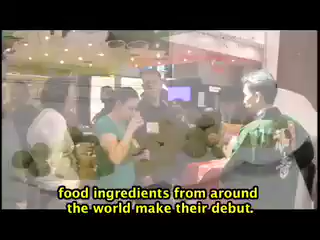 food ingredients from around
the world make their debut.